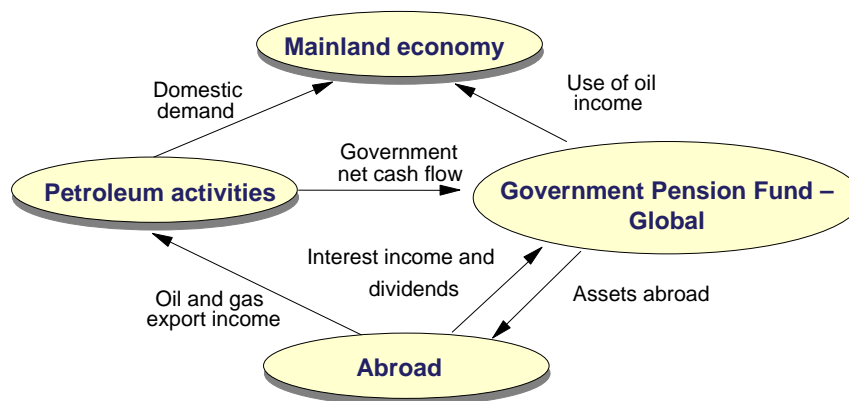 Mainland economy
Domestic
demand
Use of oil
income
Government
net cash flow
Petroleum activities
Government Pension Fund –
Global
Interest income and
dividends
Oil and gas
export income
Assets abroad
Abroad